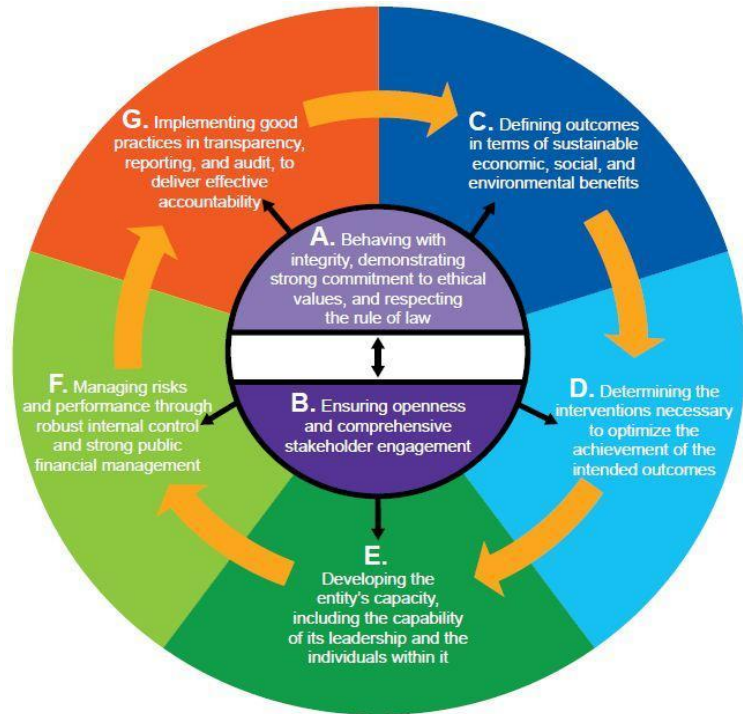 G. Implementing good
practices in transparency,
reporting, and audit, to
deliver effective
accountability
C. Defining outcomes
in terms of sustainable
economic, social, and
environmental benefits
A. Behaving with
integrity, demonstrating
strong commitment to ethical
values, and respecting
the rule of law
B. Ensuring openness
and comprehensive
stakeholder engagement
D. Determining the
interventions necessary
to optimize the
achievement of the
intended outcomes
E.
Developing the
entity's capacity,
including the capability
of its leadership and the
individuals within it
F. Managing risks
and performance through
robust internal control
and strong public
financial management